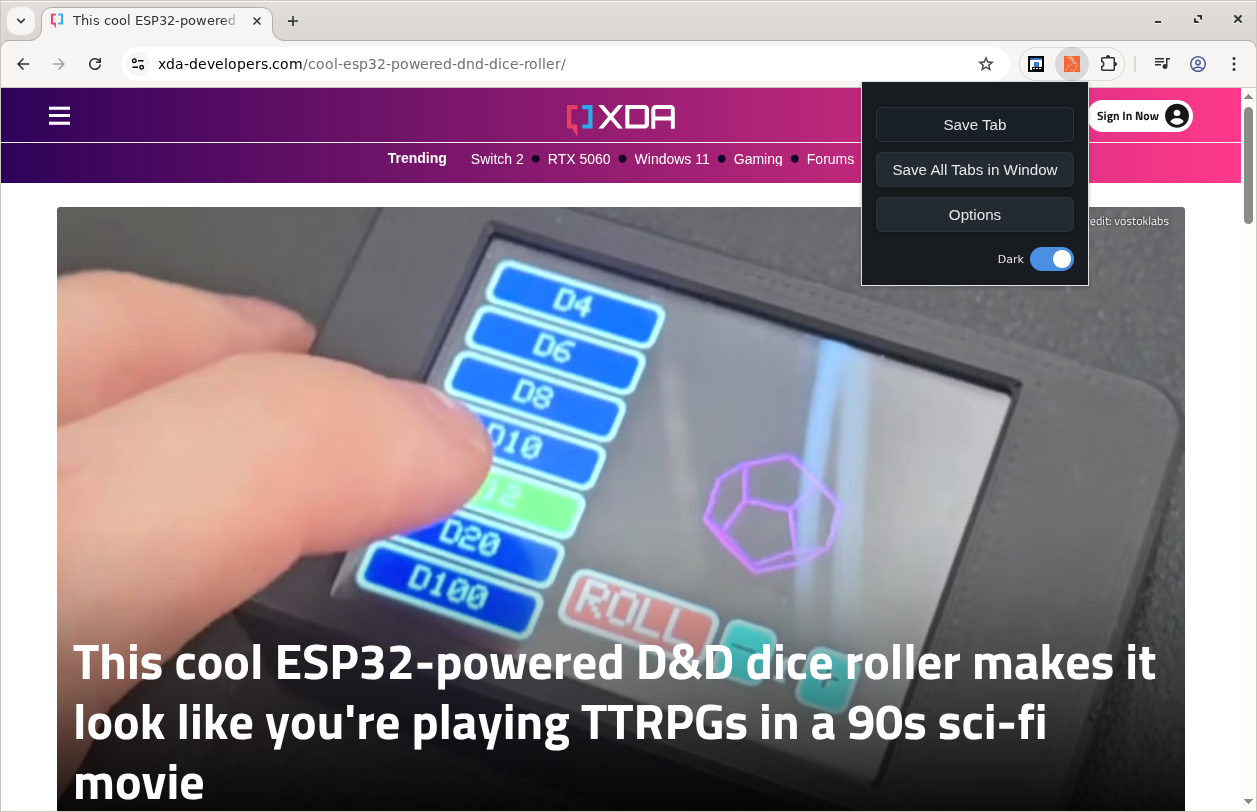 This cool ESP32-powered
xda-developers.com/cool-esp32-powered-dnd-dice-roller/
XDA
Sign In Now
Trending Switch 2 RTX 5060 Windows 11 Gaming Forums
Save Tab
Save All Tabs in Window
Options
Dark
edit: vostoklabs
D4
D6
D8
D10
12
D20
D100
ROLL
This cool ESP32-powered D&D dice roller makes it
look like you're playing TTRPGs in a 90s sci-fi
movie